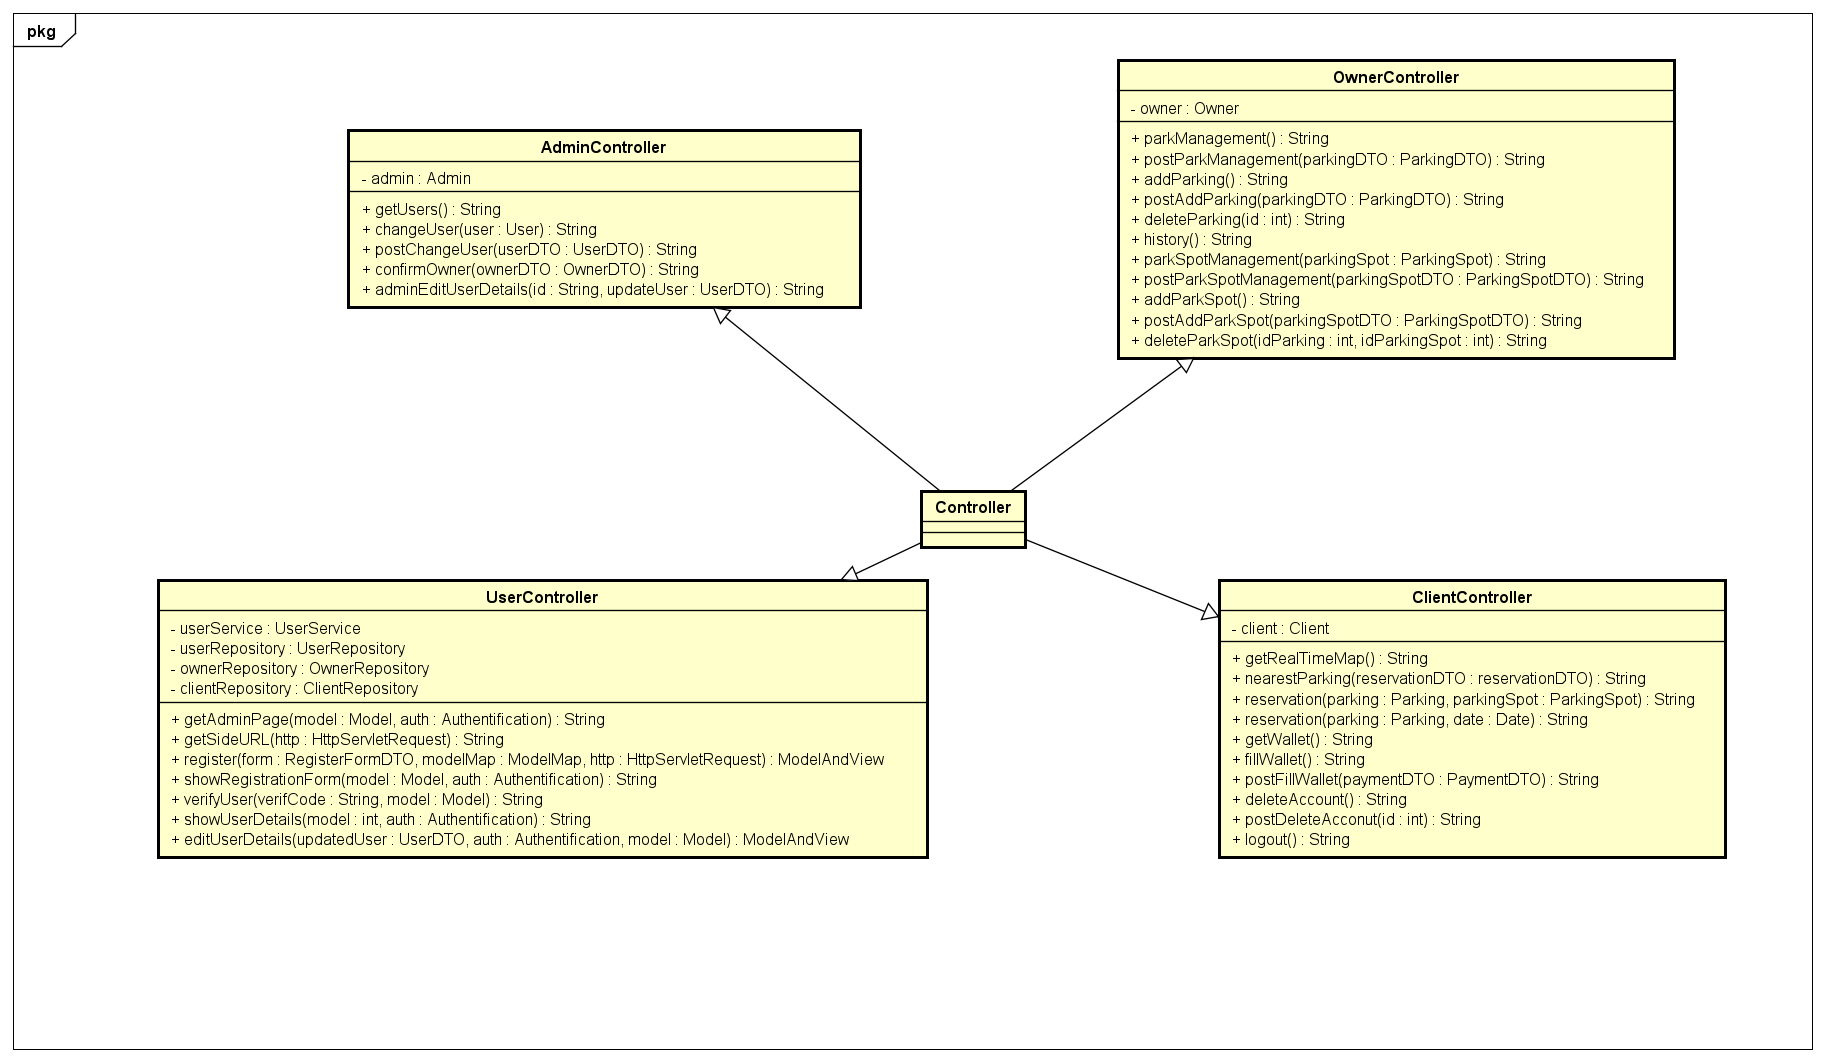 pkg
AdminController
- admin : Admin
+ getUsers() : String
+ changeUser(user : User) : String
+ postChangeUser(userDTO : UserDTO) : String
+ confirmOwner(ownerDTO : OwnerDTO) : String
+ adminEditUserDetails(id : String, updateUser : UserDTO) : String
OwnerController
- owner : Owner
+ parkManagement() : String
+ postParkManagement(parkingDTO : ParkingDTO) : String
+ addParking() : String
+ postAddParking(parkingDTO : ParkingDTO) : String
+ deleteParking(id : int) : String
+ history() : String
+ parkSpotManagement(parkingSpot : ParkingSpot) : String
+ postParkSpotManagement(parkingSpotDTO : ParkingSpotDTO) : String
+ addParkSpot() : String
+ postAddParkSpot(parkingSpotDTO : ParkingSpotDTO) : String
+ deleteParkSpot(idParking : int, idParkingSpot : int) : String
Controller
UserController
- userService : UserService
- userRepository : UserRepository
- ownerRepository : OwnerRepository
- clientRepository : ClientRepository
+ getAdminPage(model : Model, auth : Authentification) : String
+ getSideURL(http : HttpServletRequest) : String
+ register(form : RegisterFormDTO, modelMap : ModelMap, http : HttpServletRequest) : ModelAndView
+ showRegistrationForm(model : Model, auth : Authentification) : String
+ verifyUser(verifCode : String, model : Model) : String
+ showUserDetails(model : int, auth : Authentification) : String
+ editUserDetails(updatedUser : UserDTO, auth : Authentification, model : Model) : ModelAndView
ClientController
- client : Client
+ getRealTimeMap() : String
+ nearestParking(reservationDTO : reservationDTO) : String
+ reservation(parking : Parking, parkingSpot : ParkingSpot) : String
+ reservation(parking : Parking, date : Date) : String
+ getWallet() : String
+ fillWallet() : String
+ postFillWallet(paymentDTO : PaymentDTO) : String
+ deleteAccount() : String
+ postDeleteAcconut(id : int) : String
+ logout() : String